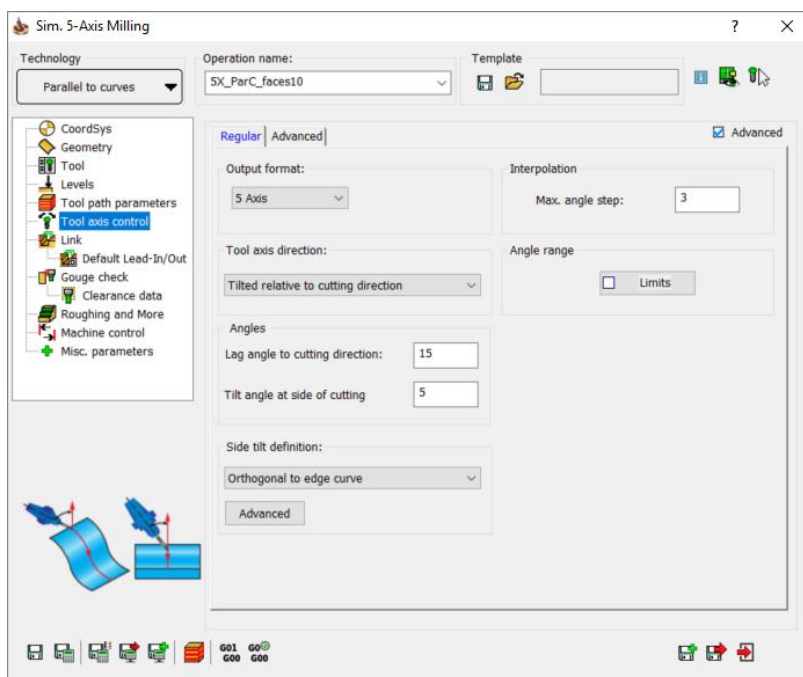 Sim. 5-Axis Milling
Technology
Parallel to curves
Operation name:
5X_ParC_faces10
Template
CoordSys
Geometry
Tool
Levels
Tool path parameters
Tool axis control
Link
Default Lead-In/Out
Gouge check
Clearance data
Roughing and More
Machine control
Misc. parameters
Regular
Advanced
Advanced
Output format:
5 Axis
Interpolation
Max. angle step:
3
Tool axis direction:
Tilted relative to cutting direction
Angle range
Limits
Angles
Lag angle to cutting direction:
15
Tilt angle at side of cutting
5
Side tilt definition:
Orthogonal to edge curve
Advanced
G01 G00
G00 G00